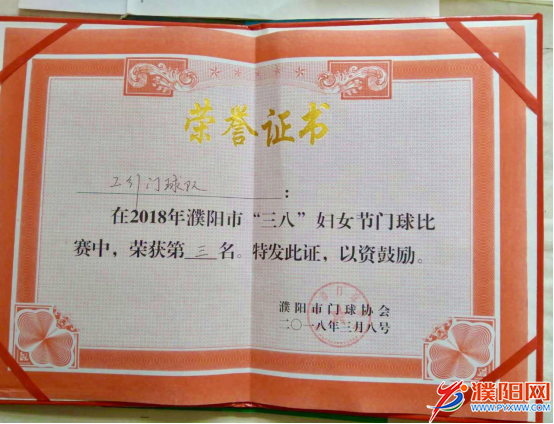 荣誉证书
工行门球队：
在2018年濮阳市“三八”妇女节门球比
赛中，荣获第三名。特发此证，以资鼓励。
濮阳市门球协会
二〇一八年三月八号
濮阳网
WWW.PYXWW.COM